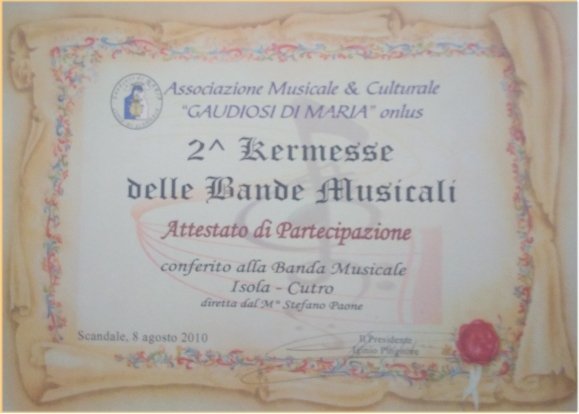 Associazione Musicale & Culturale
"GAUDIOSI DI MARIA" onlus
2^ Kermesse
delle Bande Musicali
Attestato di Partecipazione
conferito alla Banda Musicale
Isola - Cutro
diretta dal M° Stefano Paone
Scandale, 8 agosto 2010
Il Presidente